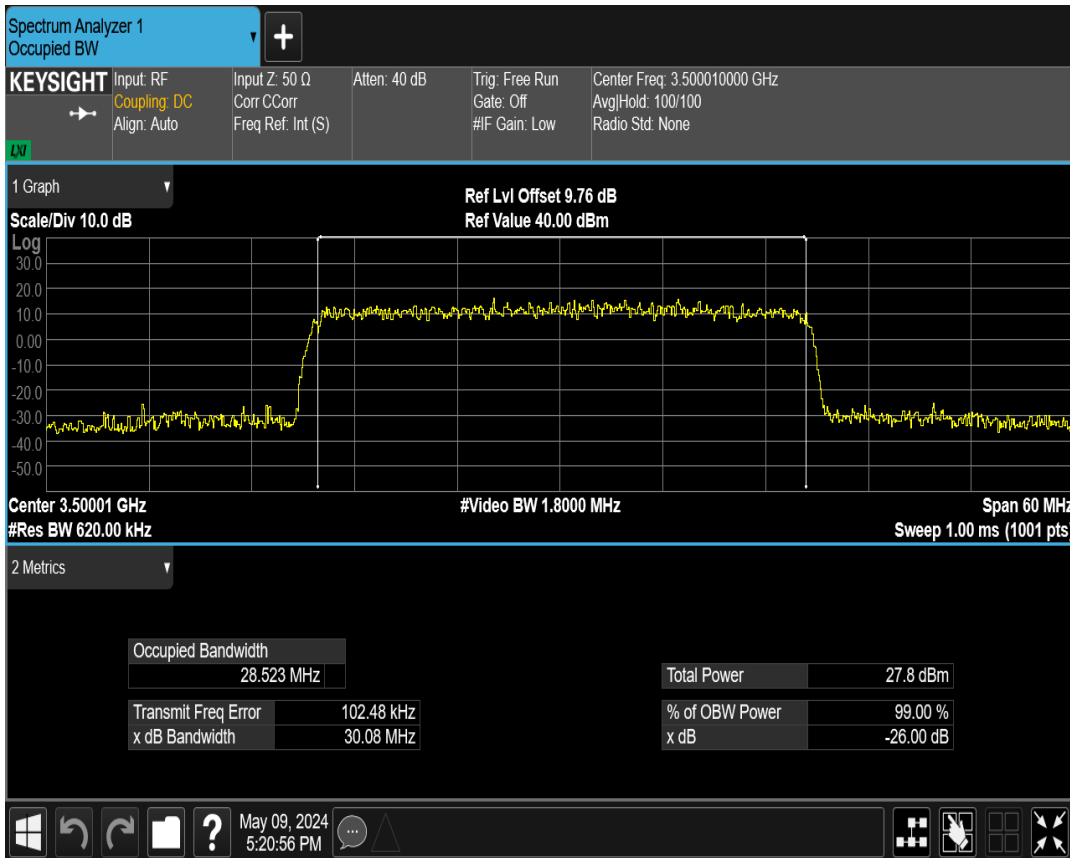 Spectrum Analyzer 1
Occupied BW
+
KEYSIGHT
LXI
Input: RF
Coupling: DC
Align: Auto
Input Z: 50 Ω
Corr CCorr
Freq Ref: Int (S)
Atten: 40 dB
Trig: Free Run
Gate: Off
#IF Gain: Low
Center Freq: 3.500010000 GHz
Avg|Hold: 100/100
Radio Std: None
1 Graph
Scale/Div 10.0 dB
Ref Lvl Offset 9.76 dB
Ref Value 40.00 dBm
Log
30.0
20.0
10.0
0.00
-10.0
-20.0
-30.0
-40.0
-50.0
Center 3.50001 GHz
#Video BW 1.8000 MHz
Span 60 MHz
#Res BW 620.00 kHz
Sweep 1.00 ms (1001 pts)
2 Metrics
Occupied Bandwidth
28.523 MHz
Total Power 27.8 dBm
Transmit Freq Error 102.48 kHz
% of OBW Power 99.00 %
x dB Bandwidth 30.08 MHz
x dB -26.00 dB
?
May 09, 2024
5:20:56 PM